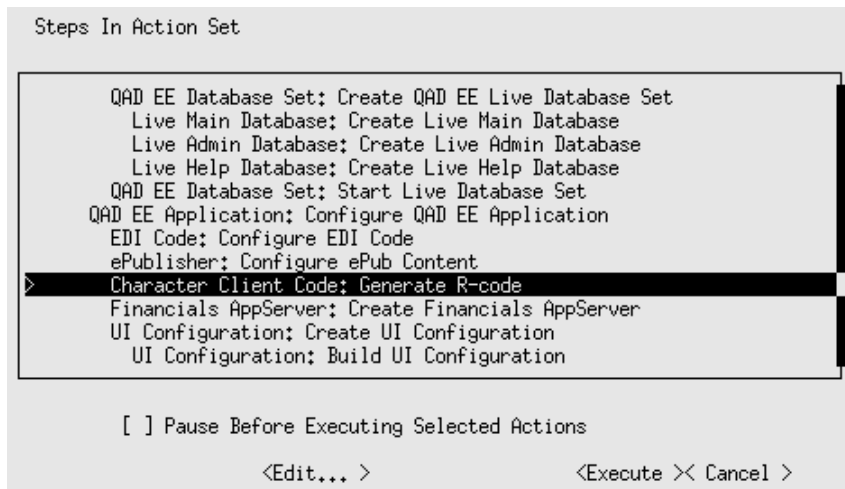 Steps In Action Set
QAD EE Database Set: Create QAD EE Live Database Set
Live Main Database: Create Live Main Database
Live Admin Database: Create Live Admin Database
Live Help Database: Create Live Help Database
QAD EE Database Set: Start Live Database Set
QAD EE Application: Configure QAD EE Application
EDI Code: Configure EDI Code
ePublisher: Configure ePub Content
> Character Client Code: Generate R-code
Financials AppServer: Create Financials AppServer
UI Configuration: Create UI Configuration
UI Configuration: Build UI Configuration
[ ] Pause Before Executing Selected Actions
<Edit... > <Execute >< Cancel >